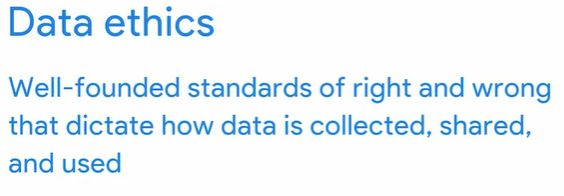 Data ethics
Well-founded standards of right and wrong
that dictate how data is collected, shared,
and used